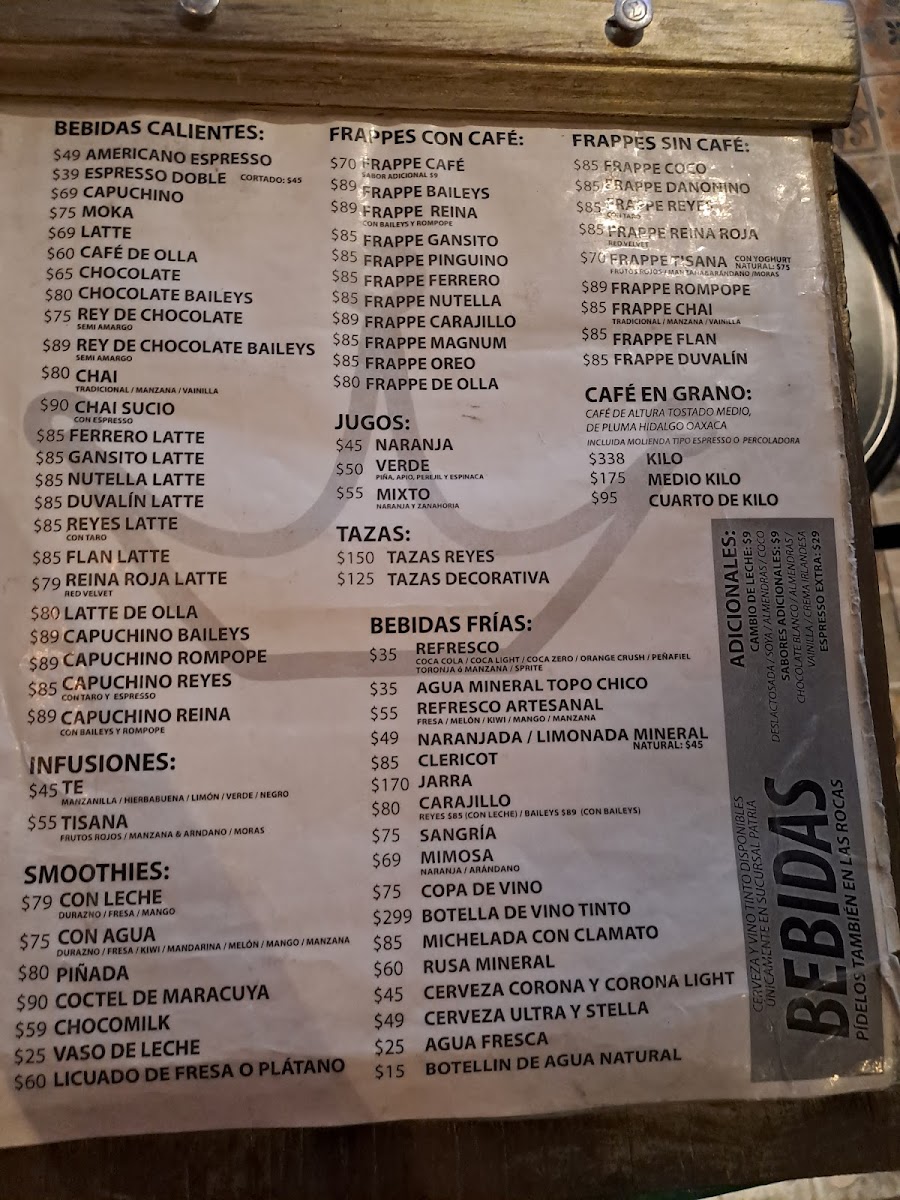 BEBIDAS CALIENTES:
$49 AMERICANO ESPRESSO
$39 ESPRESSO DOBLE CORTADO: $45
$69 CAPUCHINO
$75 MOKA
$69 LATTE
$60 CAFÉ DE OLLA
$65 CHOCOLATE
$80 CHOCOLATE BAILEYS
$75 REY DE CHOCOLATE
SEMI AMARGO
$89 REY DE CHOCOLATE BAILEYS
SEMI AMARGO
$80 CHAI
TRADICIONAL / MANZANA / VAINILLA
$90 CHAI SUCIO
CON ESPRESSO
$85 FERRERO LATTE
$85 GANSITO LATTE
$85 NUTELLA LATTE
$85 DUVALÍN LATTE
$85 REYES LATTE
CON TARO
$85 FLAN LATTE
$79 REINA ROJA LATTE
RED VELVET
$80 LATTE DE OLLA
$89 CAPUCHINO BAILEYS
$89 CAPUCHINO ROMPOPE
$85 CAPUCHINO REYES
CON TARO Y ESPRESSO
$89 CAPUCHINO REINA
CON BAILEYS Y ROMPOPE
INFUSIONES:
$45 TE
MANZANILLA / HIERBABUENA / LIMÓN / VERDE / NEGRO
$55 TISANA
FRUTOS ROJOS / MANZANA & ARNDANO / MORAS
SMOOTHIES:
$79 CON LECHE
DURAZNO / FRESA / MANGO
$75 CON AGUA
DURAZNO / FRESA / KIWI / MANDARINA / MELÓN / MANGO / MANZANA
$80 PIÑADA
$90 COCTEL DE MARACUYA
$59 CHOCOMILK
$25 VASO DE LECHE
$60 LICUADO DE FRESA O PLÁTANO
FRAPPES CON CAFÉ:
$70 FRAPPE CAFÉ
SABOR ADICIONAL $9
$89 FRAPPE BAILEYS
$89 FRAPPE REINA
CON BAILEYS Y ROMPOPE
$85 FRAPPE GANSITO
$85 FRAPPE PINGUINO
$85 FRAPPE FERRERO
$85 FRAPPE NUTELLA
$89 FRAPPE CARAJILLO
$85 FRAPPE MAGNUM
$85 FRAPPE OREO
$80 FRAPPE DE OLLA
JUGOS:
$45 NARANJA
$50 VERDE
PIÑA, APIO, PEREJIL Y ESPINACA
$55 MIXTO
NARANJA Y ZANAHORIA
TAZAS:
$150 TAZAS REYES
$125 TAZAS DECORATIVA
BEBIDAS FRÍAS:
$35 REFRESCO
COCA COLA / COCA LIGHT / COCA ZERO / ORANGE CRUSH / PEÑAFIEL
TORONJA ó MANZANA / SPRITE
$35 AGUA MINERAL TOPO CHICO
$55 REFRESCO ARTESANAL
FRESA / MELÓN / KIWI / MANGO / MANZANA
$49 NARANJADA / LIMONADA MINERAL
NATURAL: $45
$85 CLERICOT
$170 JARRA
$80 CARAJILLO
REYES $85 (CON LECHE) / BAILEYS $89 (CON BAILEYS)
$75 SANGRÍA
$69 MIMOSA
NARANJA / ARÁNDANO
$75 COPA DE VINO
$299 BOTELLA DE VINO TINTO
$85 MICHELADA CON CLAMATO
$60 RUSA MINERAL
$45 CERVEZA CORONA Y CORONA LIGHT
$49 CERVEZA ULTRA Y STELLA
$25 AGUA FRESCA
$15 BOTELLIN DE AGUA NATURAL
FRAPPES SIN CAFÉ:
$85 FRAPPE COCO
$85 FRAPPE DANONINO
$85 FRAPPE REYES
CON TARO
$85 FRAPPE REINA ROJA
RED VELVET
$70 FRAPPE TISANA CON YOGHURT
NATURAL: $75
FRUTOS ROJOS / MANZANA&ARÁNDANO / MORAS
$89 FRAPPE ROMPOPE
$85 FRAPPE CHAI
TRADICIONAL / MANZANA / VAINILLA
$85 FRAPPE FLAN
$85 FRAPPE DUVALÍN
CAFÉ EN GRANO:
CAFÉ DE ALTURA TOSTADO MEDIO,
DE PLUMA HIDALGO OAXACA
INCLUIDA MOLIENDA TIPO ESPRESSO O PERCOLADORA
$338 KILO
$175 MEDIO KILO
$95 CUARTO DE KILO
ADICIONALES:
CAMBIO DE LECHE: $9
DESLACTOSADA / SOYA / ALMENDRAS / COCO
SABORES ADICIONALES: $9
CHOCOLATE BLANCO / ALMENDRAS /
VAINILLA / CREMA IRLANDESA
ESPRESSO EXTRA: $29
CERVEZA Y VINO TINTO DISPONIBLES
ÚNICAMENTE EN SUCURSAL PATRIA
BEBIDAS
PÍDELOS TAMBIÉN EN LAS ROCAS